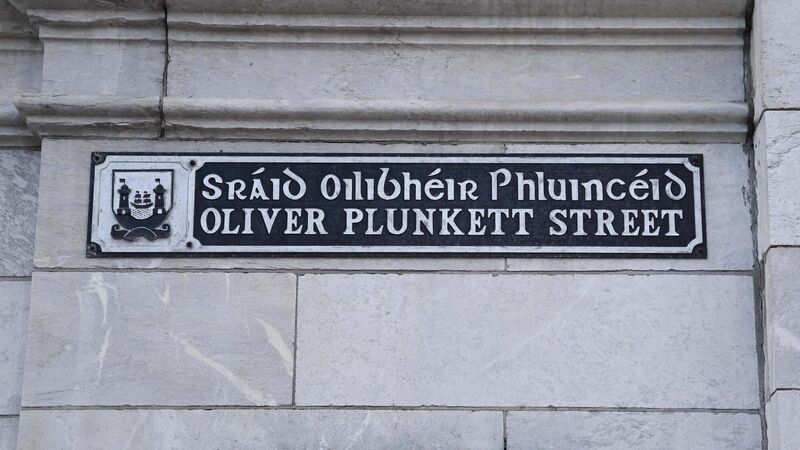 Sráid Oilibhéir Phluincéid
OLIVER PLUNKETT STREET